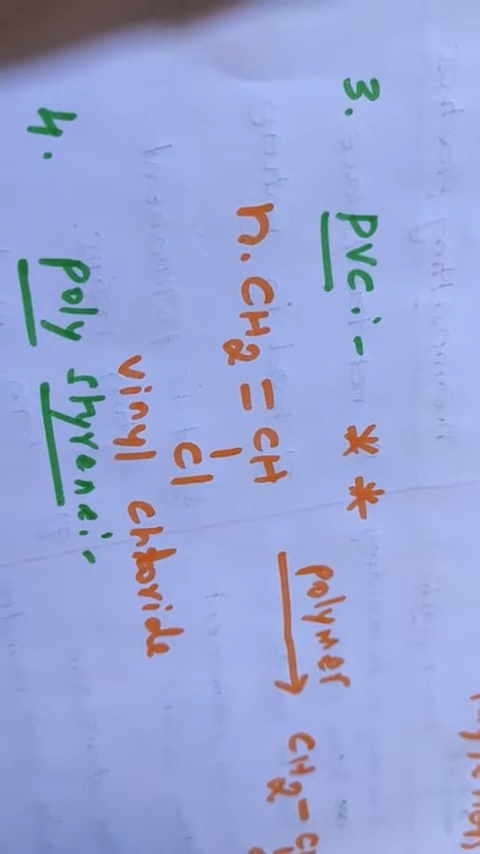 3. PVC :- **
polymer
n. CH2 = CH → CH2 -
|
Cl
vinyl chloride
4. Poly styrene :-